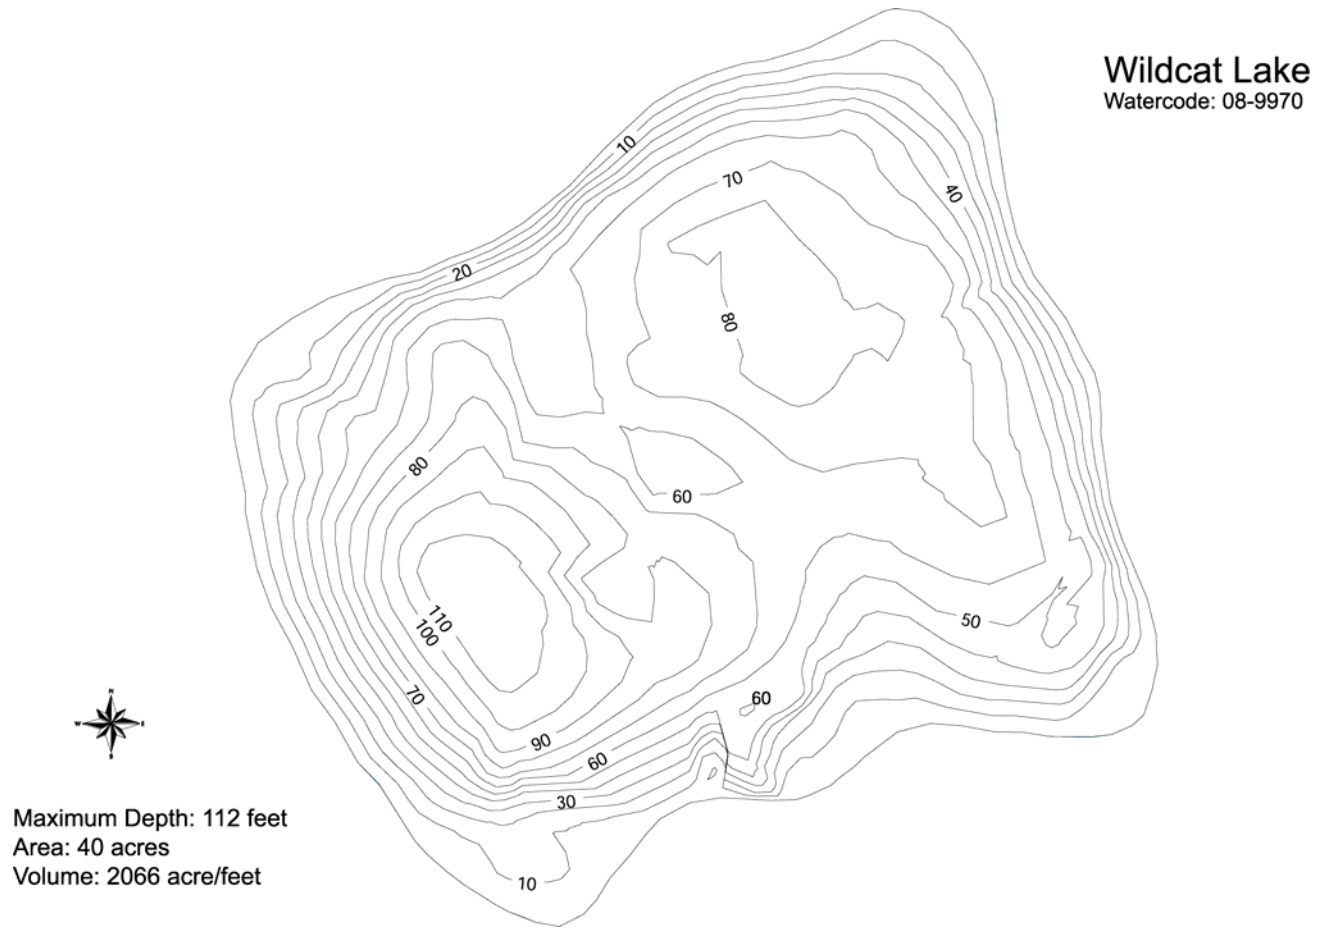 Wildcat Lake
Watercode: 08-9970
10
70
40
20
80
80
60
110
100
50
70
60
90
60
30
10
N
W E
S
Maximum Depth: 112 feet
Area: 40 acres
Volume: 2066 acre/feet